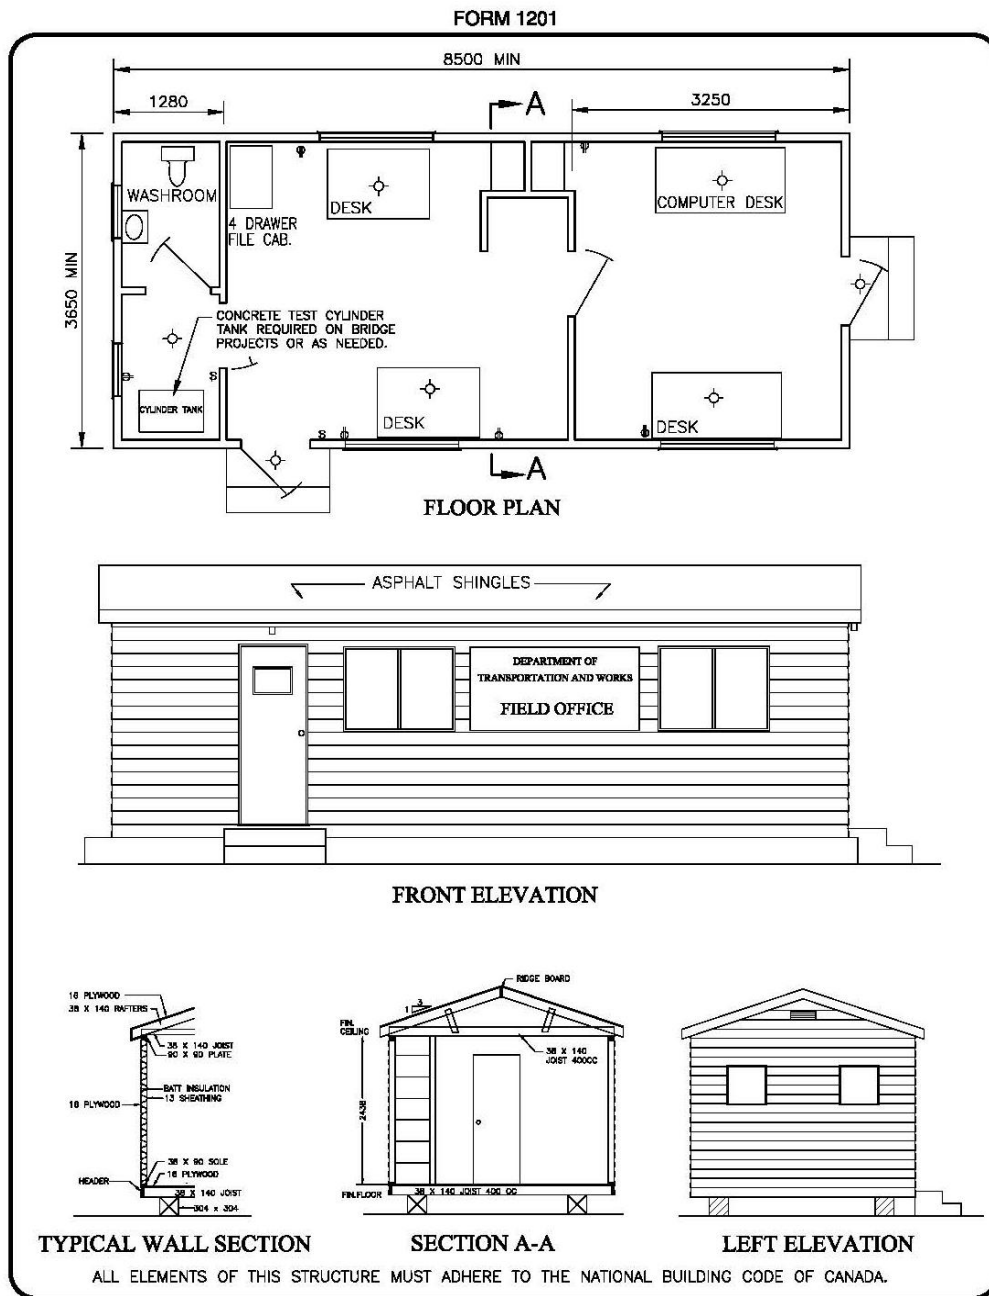 FORM 1201
8500 MIN
1280
A
3250
3650 MIN
WASHROOM
4 DRAWER
FILE CAB.
DESK
COMPUTER DESK
CONCRETE TEST CYLINDER
TANK REQUIRED ON BRIDGE
PROJECTS OR AS NEEDED.
S
CYLINDER TANK
DESK
DESK
S
A
FLOOR PLAN
ASPHALT SHINGLES
DEPARTMENT OF
TRANSPORTATION AND WORKS
FIELD OFFICE
FRONT ELEVATION
16 PLYWOOD
38 X 140 RAFTERS
38 X 140 JOIST
90 X 90 PLATE
BATT INSULATION
13 SHEATHING
16 PLYWOOD
38 X 90 SOLE
16 PLYWOOD
HEADER
38 X 140 JOIST
304 x 304
TYPICAL WALL SECTION
RIDGE BOARD
3
1
FIN.
CEILING
38 X 140
JOIST 400CC
2438
FIN.FLOOR
38 X 140 JOIST 400 OC
SECTION A-A
LEFT ELEVATION
ALL ELEMENTS OF THIS STRUCTURE MUST ADHERE TO THE NATIONAL BUILDING CODE OF CANADA.